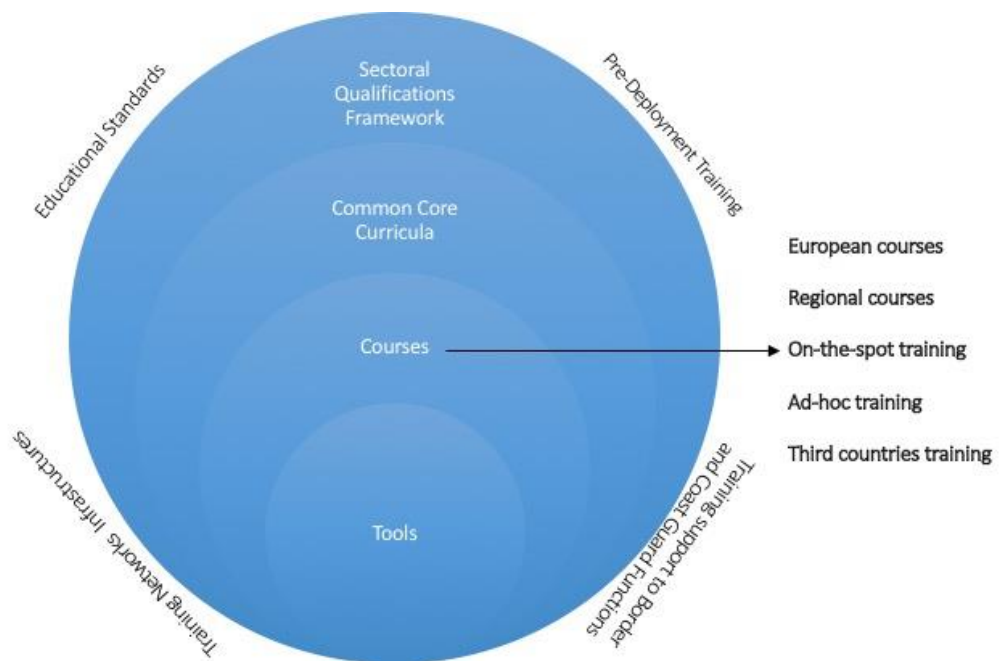 Educational Standards
Pre-Deployment Training
Sectoral
Qualifications
Framework
Common Core
Curricula
Courses
Tools
European courses
Regional courses
On-the-spot training
Ad-hoc training
Third countries training
Training Networks Infrastructures
Training support to Border
and Coast Guard Functions